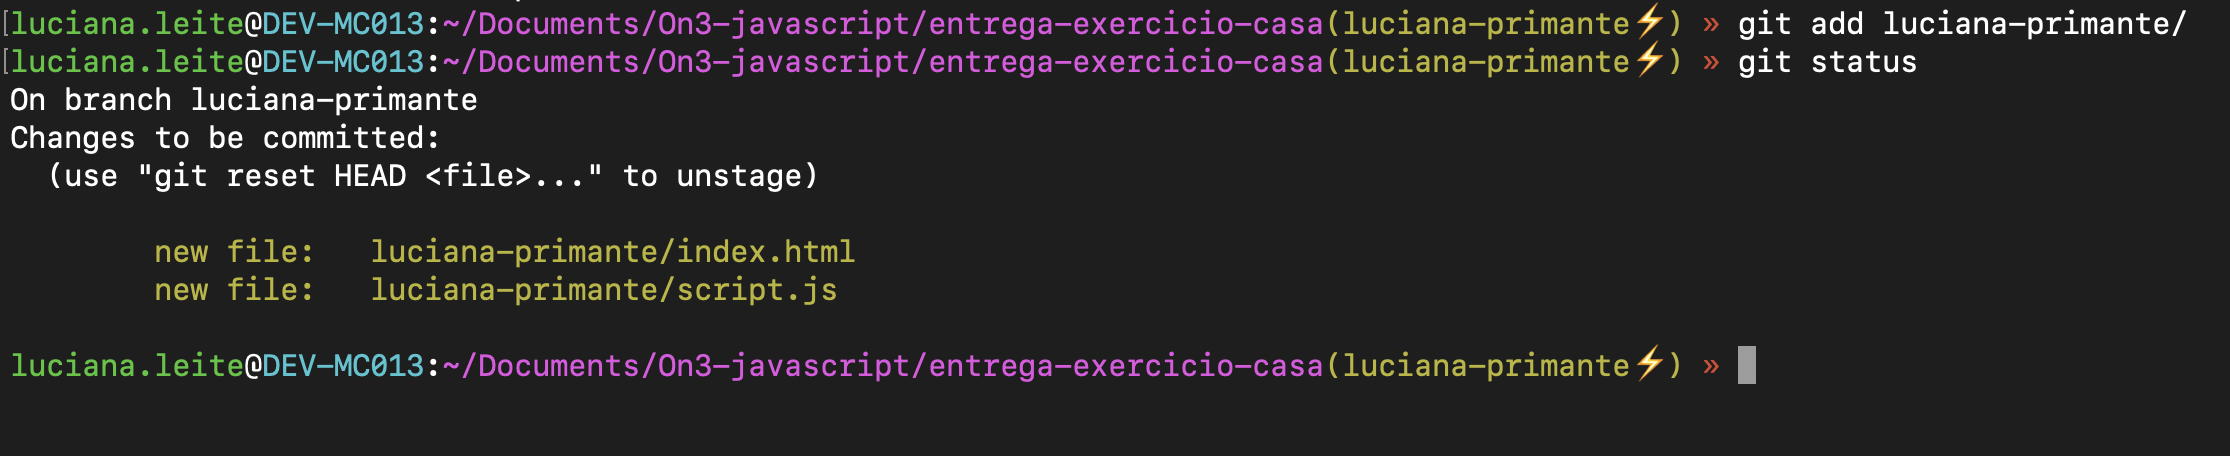 luciana.leite@DEV-MC013:~/Documents/On3-javascript/entrega-exercicio-casa(luciana-primante⚡) » git add luciana-primante/
luciana.leite@DEV-MC013:~/Documents/On3-javascript/entrega-exercicio-casa(luciana-primante⚡) » git status
On branch luciana-primante
Changes to be committed:
  (use "git reset HEAD <file>..." to unstage)
        new file:   luciana-primante/index.html
        new file:   luciana-primante/script.js
luciana.leite@DEV-MC013:~/Documents/On3-javascript/entrega-exercicio-casa(luciana-primante⚡) »